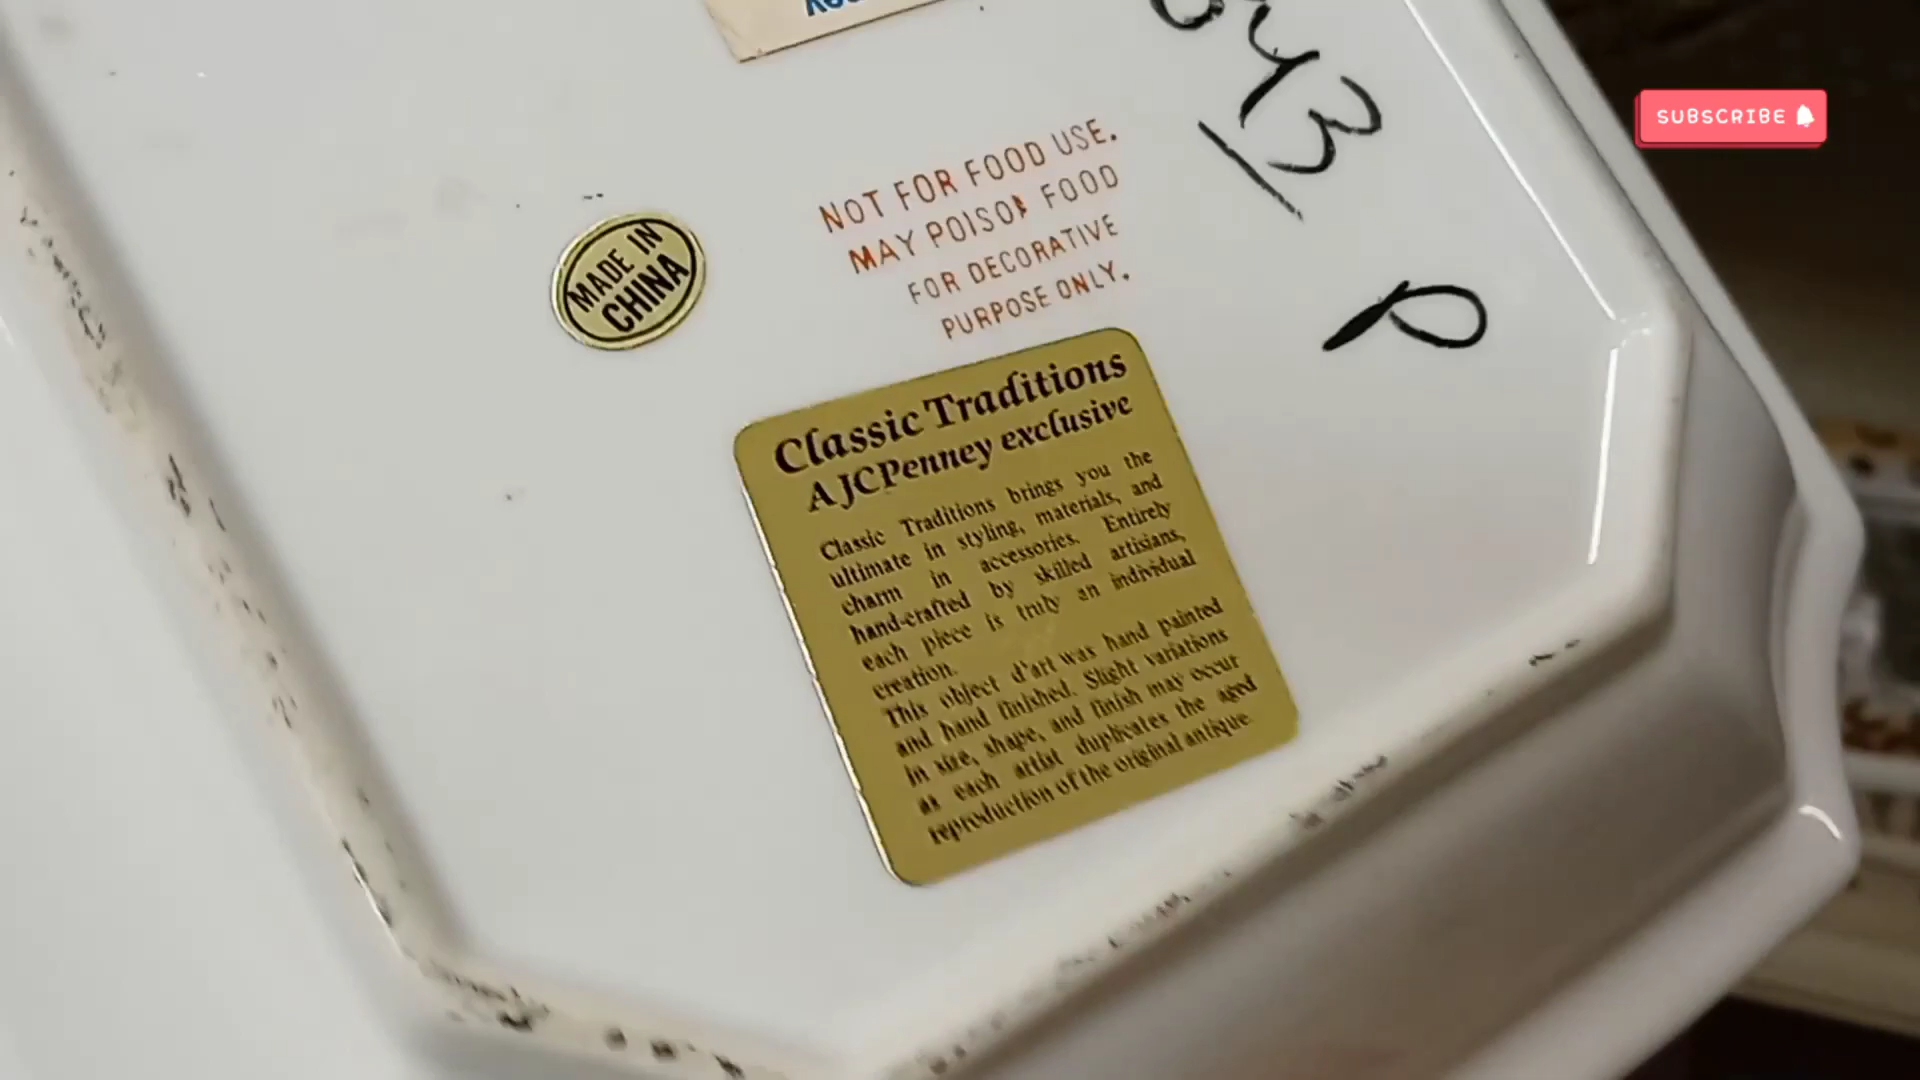 SUBSCRIBE
43
NOT FOR FOOD USE.
MAY POISON FOOD
FOR DECORATIVE
PURPOSE ONLY.
MADE IN
CHINA
P
Classic Traditions
A JCPenney exclusive
Classic Traditions brings you the
ultimate in styling, materials, and
charm in accessories. Entirely
hand-crafted by skilled artisians,
each piece is truly an individual
creation.
This object d'art was hand painted
and hand finished. Slight variations
in size, shape, and finish may occur
as each artist duplicates the aged
reproduction of the original antique.